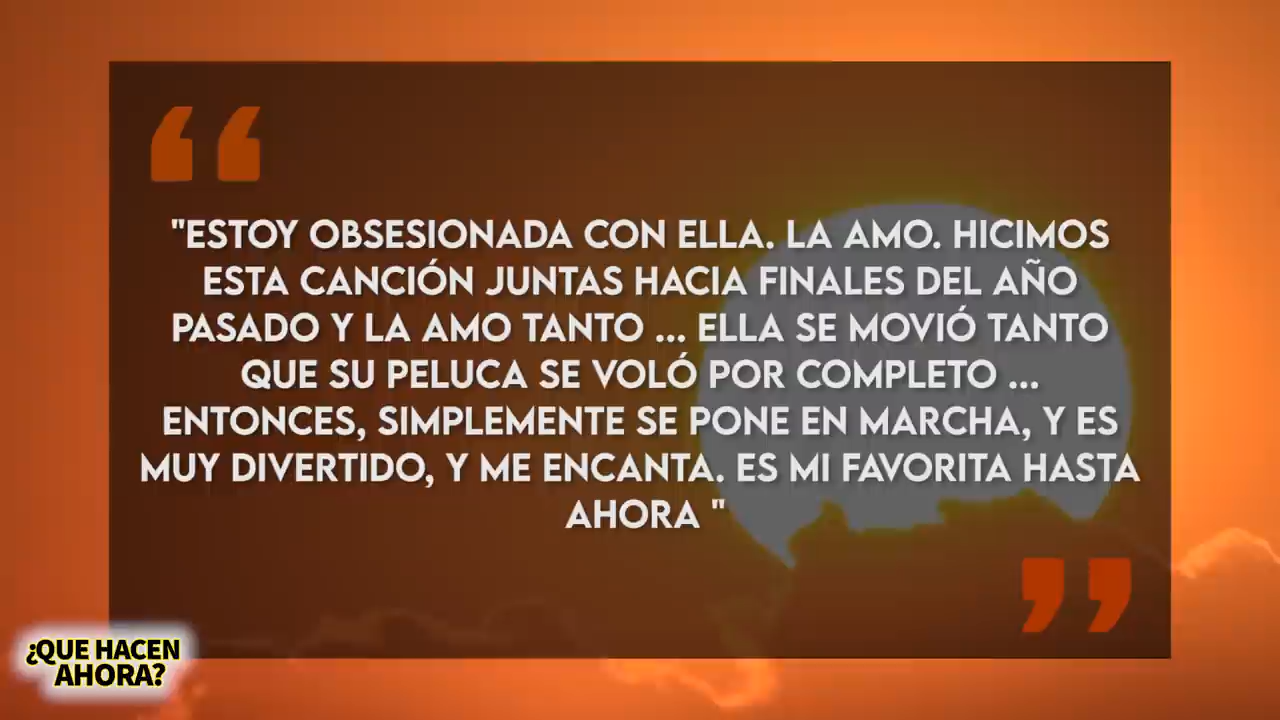 "ESTOY OBSESIONADA CON ELLA. LA AMO. HICIMOS
ESTA CANCIÓN JUNTAS HACIA FINALES DEL AÑO
PASADO Y LA AMO TANTO ... ELLA SE MOVIÓ TANTO
QUE SU PELUCA SE VOLÓ POR COMPLETO ...
ENTONCES, SIMPLEMENTE SE PONE EN MARCHA, Y ES
MUY DIVERTIDO, Y ME ENCANTA. ES MI FAVORITA HASTA
AHORA "
¿QUE HACEN
AHORA?